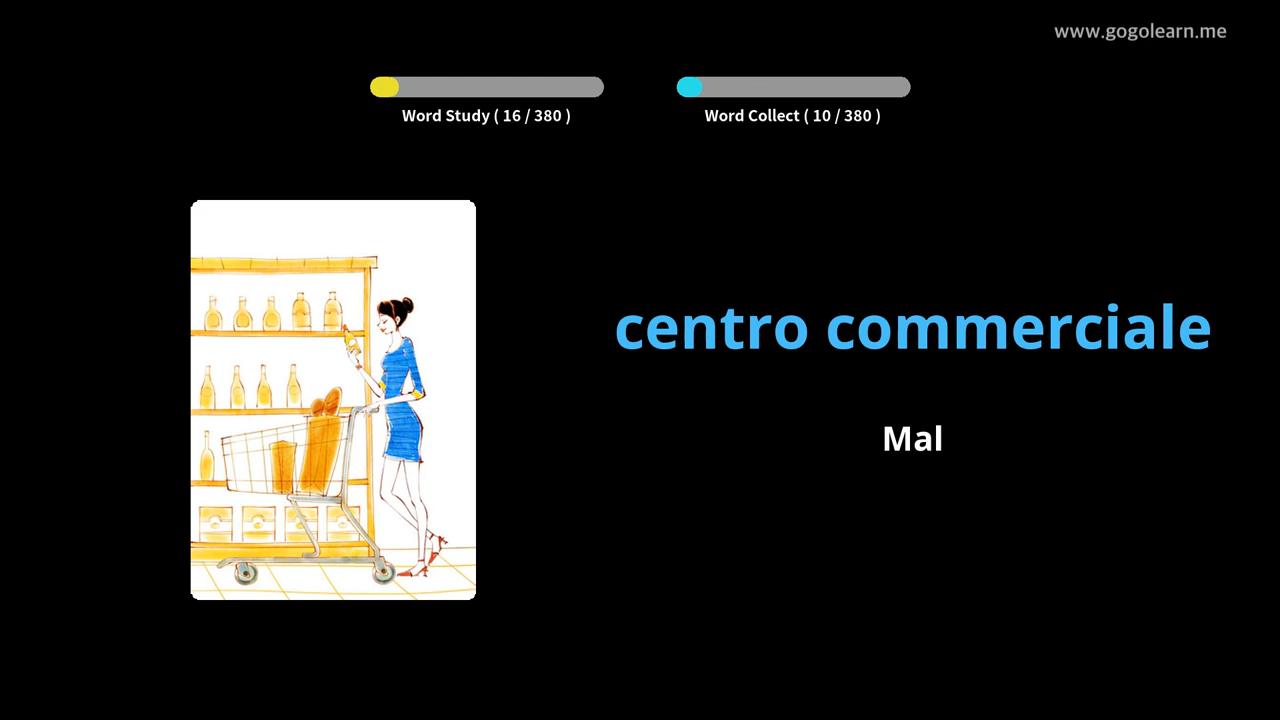 www.gogolearn.me
Word Study ( 16 / 380 )
Word Collect ( 10 / 380 )
centro commerciale
Mal